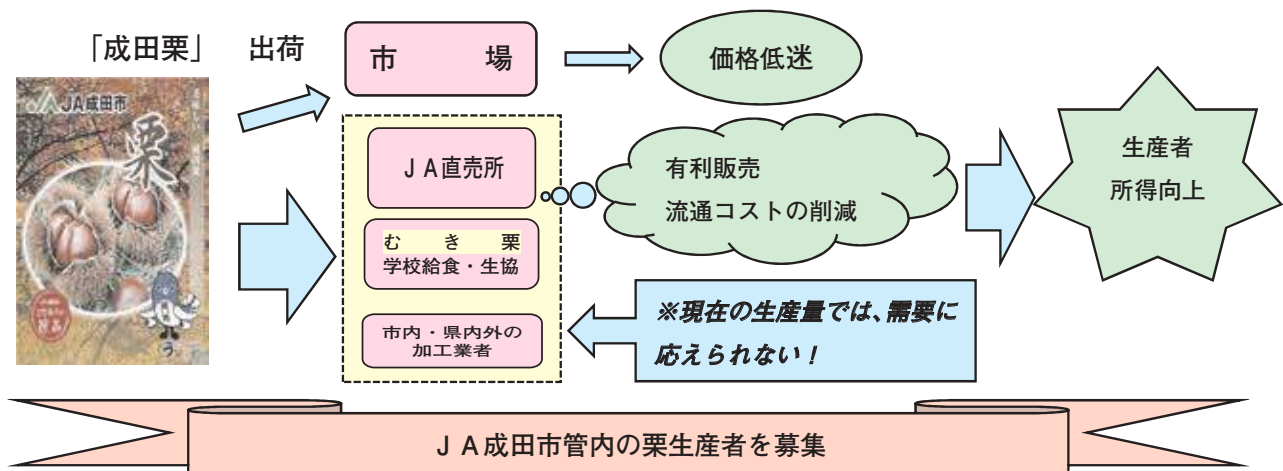 「成田栗」 出荷
JA成田市
栗
市 場
価格低迷
ＪＡ直売所
む き 栗
学校給食・生協
市内・県内外の
加工業者
有利販売
流通コストの削減
生産者
所得向上
※現在の生産量では、需要に
応えられない！
ＪＡ成田市管内の栗生産者を募集